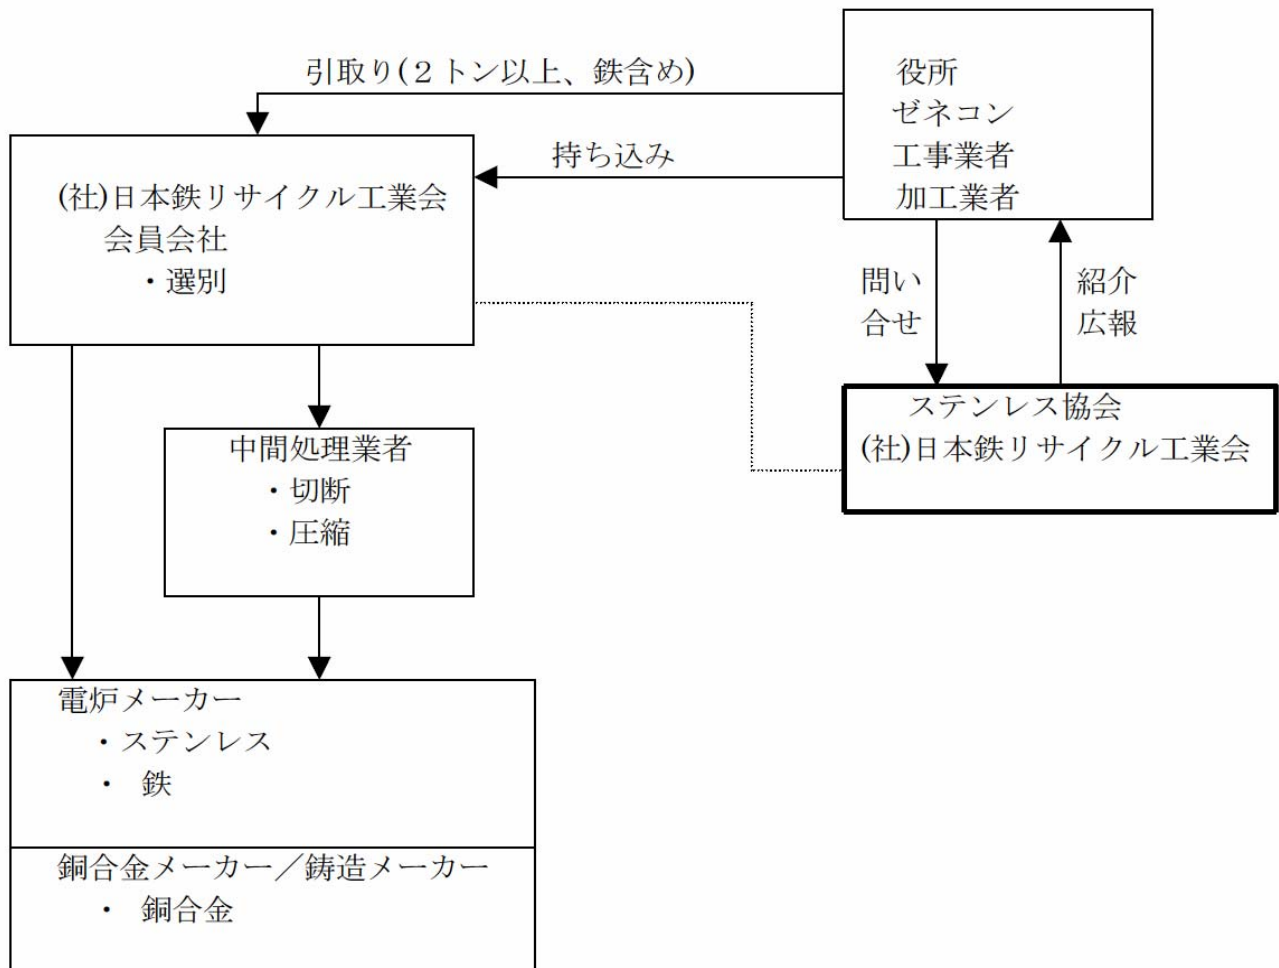 引取り(２トン以上、鉄含め)
役所
ゼネコン
工事業者
加工業者
持ち込み
(社)日本鉄リサイクル工業会
会員会社
・選別
問い
合せ
紹介
広報
ステンレス協会
(社)日本鉄リサイクル工業会
中間処理業者
・切断
・圧縮
電炉メーカー
・ステンレス
・ 鉄
銅合金メーカー／鋳造メーカー
・ 銅合金